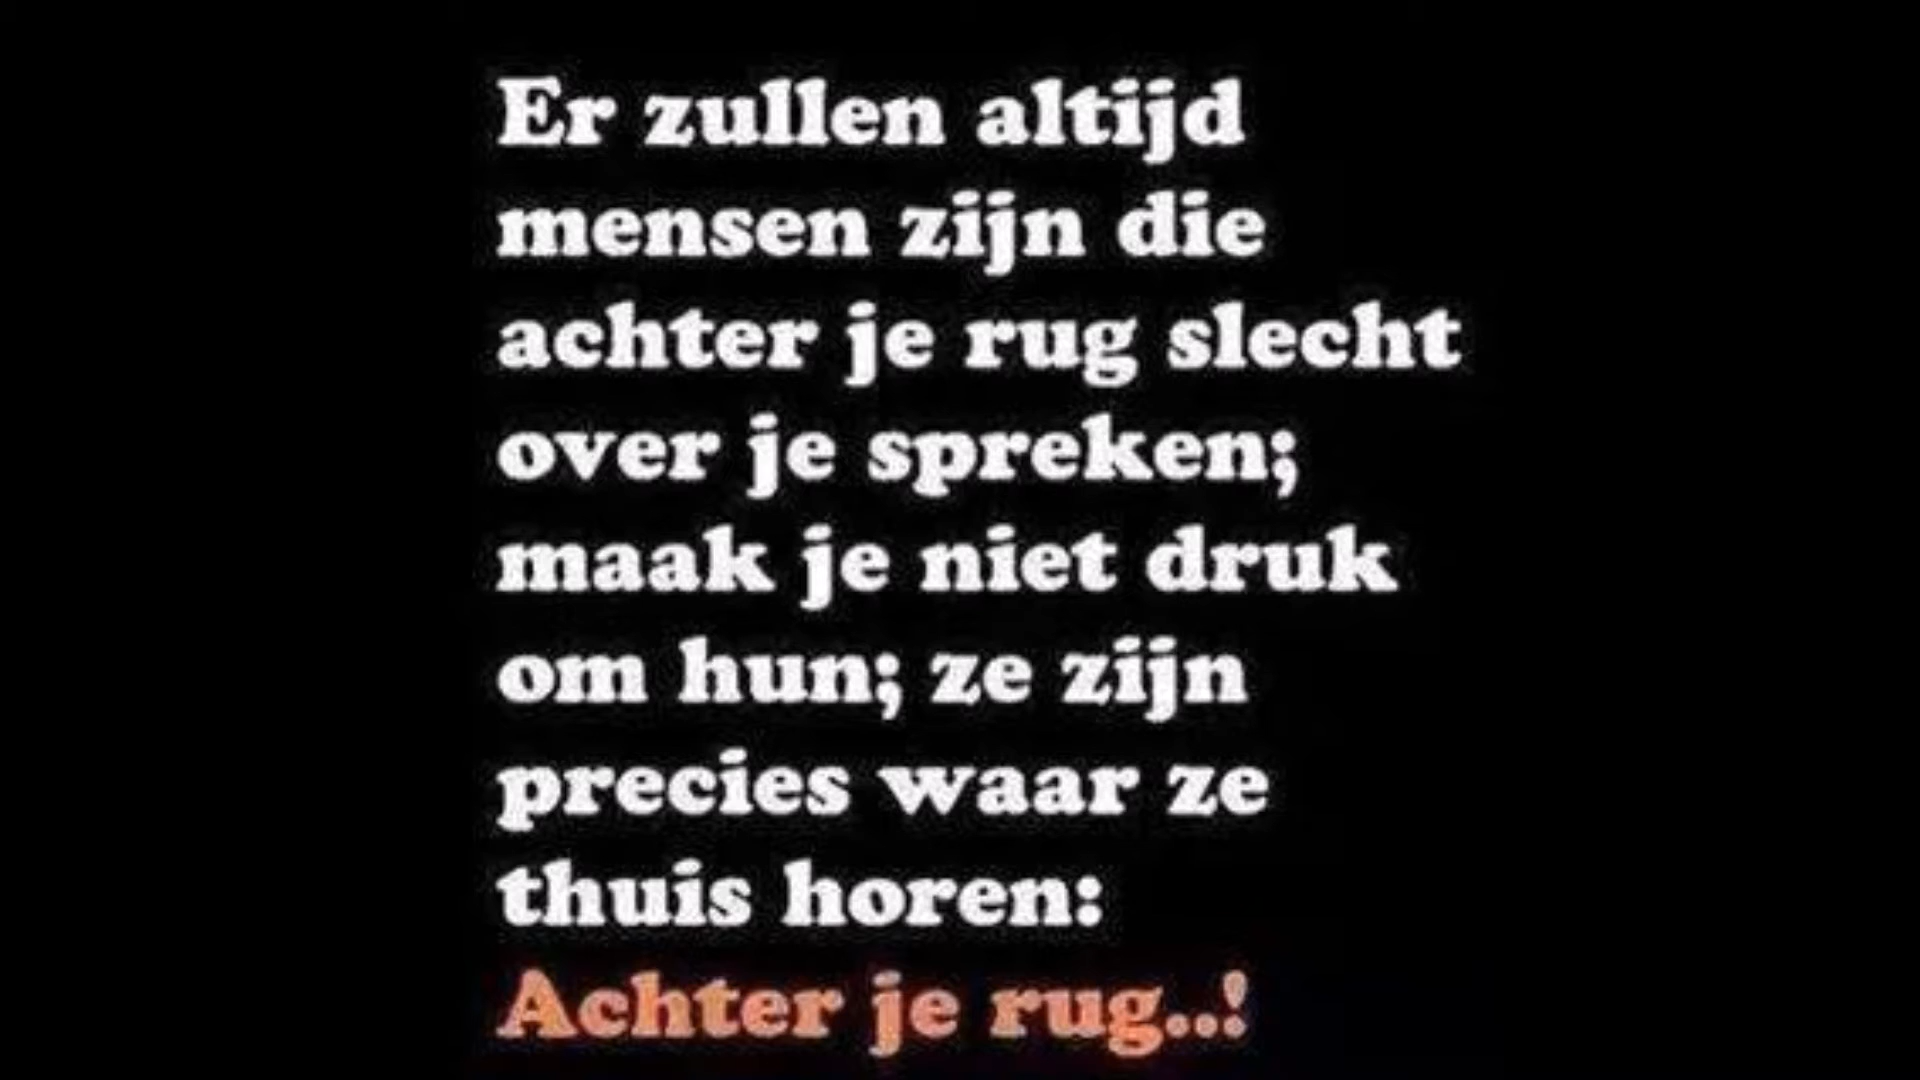 Er zullen altijd
mensen zijn die
achter je rug slecht
over je spreken;
maak je niet druk
om hun; ze zijn
precies waar ze
thuis horen:
Achter je rug..!